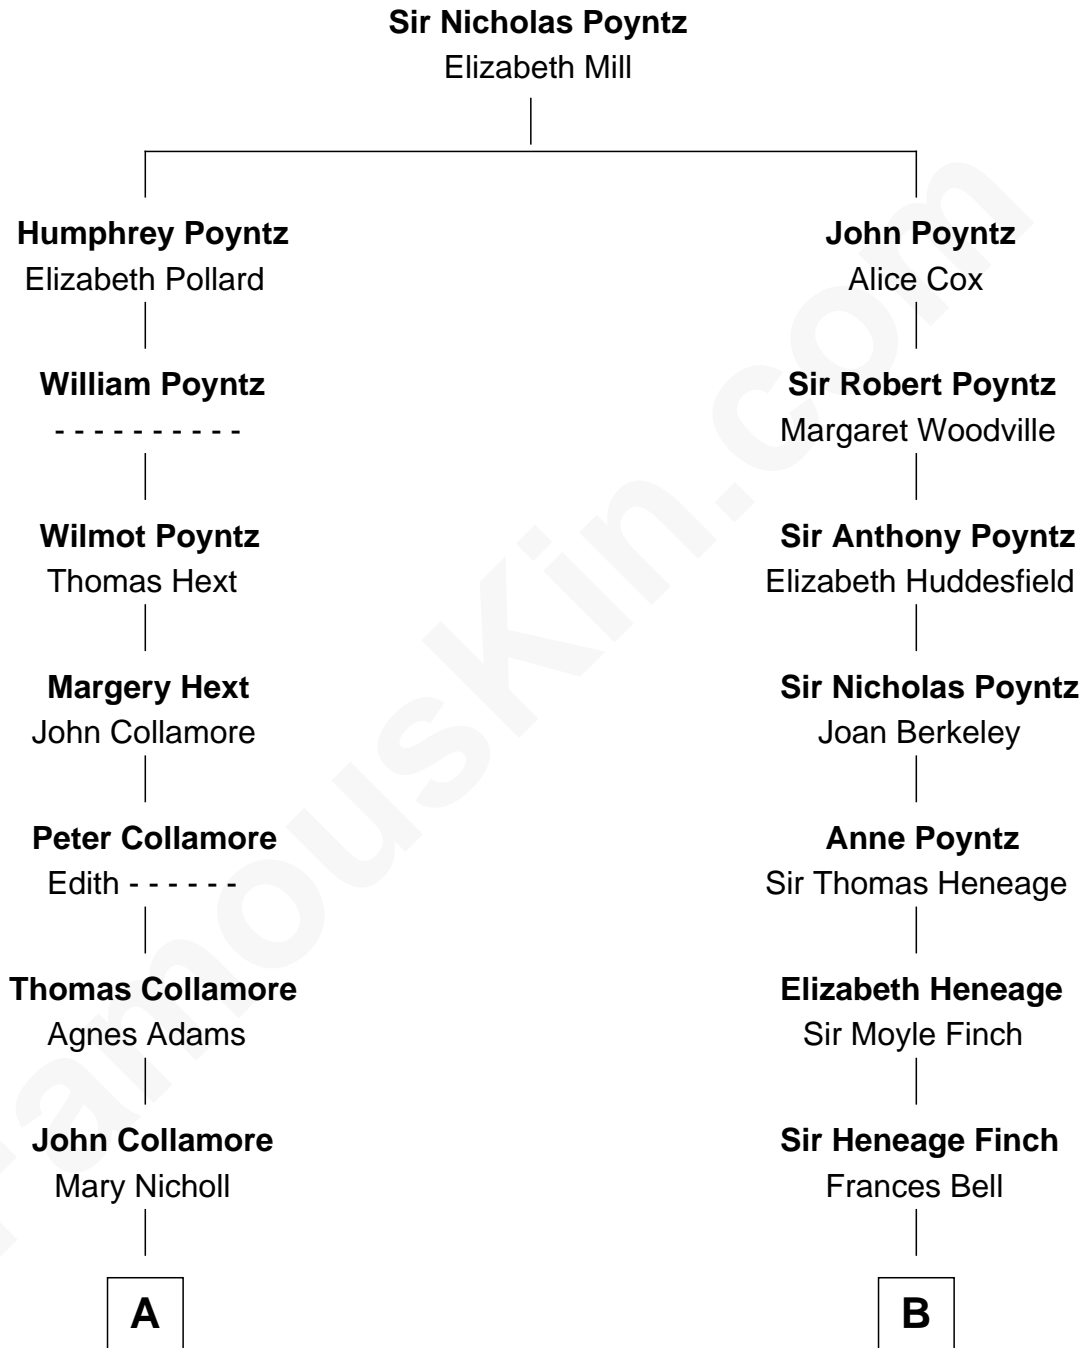 Sir Nicholas Poyntz
Elizabeth Mill
Humphrey Poyntz
Elizabeth Pollard
William Poyntz
- - - - - - - - - -
Wilmot Poyntz
Thomas Hext
Margery Hext
John Collamore
Peter Collamore
Edith - - - - - -
Thomas Collamore
Agnes Adams
John Collamore
Mary Nicholl
A
John Poyntz
Alice Cox
Sir Robert Poyntz
Margaret Woodville
Sir Anthony Poyntz
Elizabeth Huddesfield
Sir Nicholas Poyntz
Joan Berkeley
Anne Poyntz
Sir Thomas Heneage
Elizabeth Heneage
Sir Moyle Finch
Sir Heneage Finch
Frances Bell
B
FamousKin.com